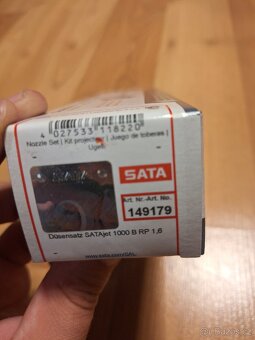 4 027533 118220
Nozzle Set | Kit projecteur | Juego de toberas |
Ugelli
SATA
SATA
Art. Nr.-Art. No.
149179
Düsensatz SATAjet 1000 B RP 1,6
www.sata.com/